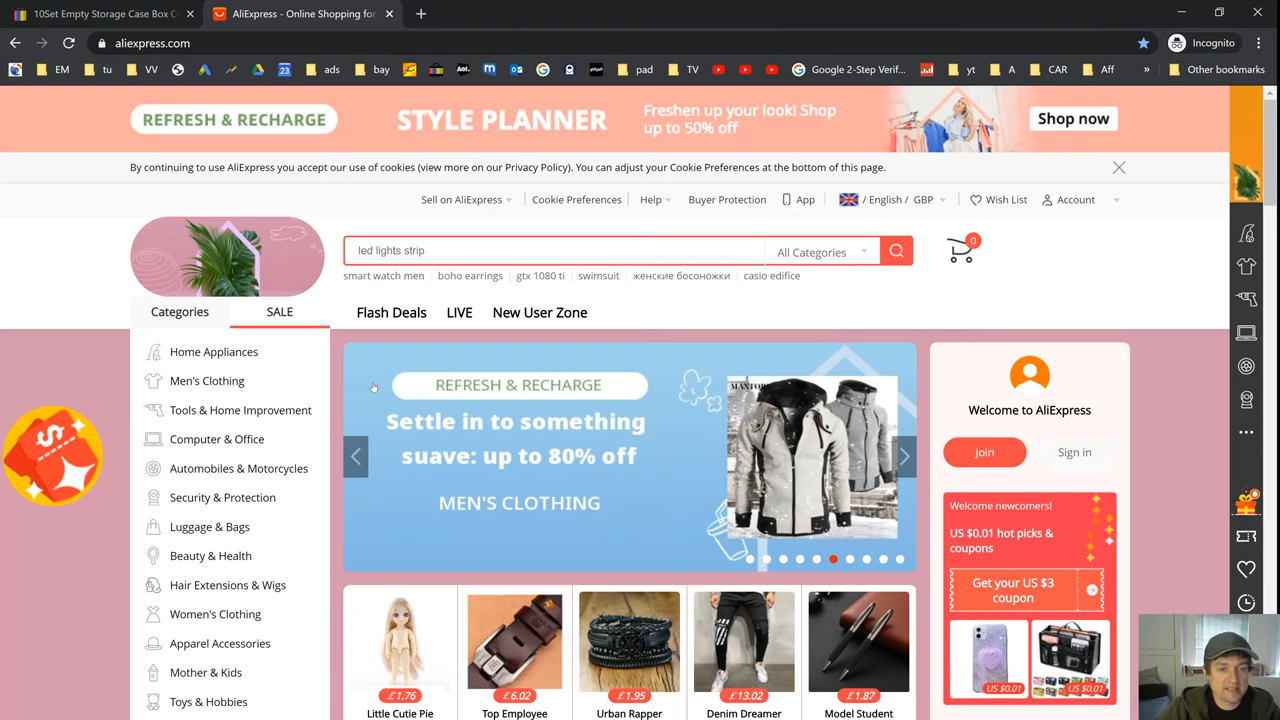 10Set Empty Storage Case Box C
AliExpress - Online Shopping for
aliexpress.com
Incognito
EM
tu
VV
ads
bay
pad
TV
Google 2-Step Verif...
yt
A
CAR
Aff
»
Other bookmarks
REFRESH & RECHARGE
STYLE PLANNER
Freshen up your look! Shop
up to 50% off
Shop now
By continuing to use AliExpress you accept our use of cookies (view more on our Privacy Policy). You can adjust your Cookie Preferences at the bottom of this page.
Sell on AliExpress
Cookie Preferences
Help
Buyer Protection
App
/ English / GBP
Wish List
Account
led lights strip
All Categories
0
smart watch men
boho earrings
gtx 1080 ti
swimsuit
женские босоножки
casio edifice
Categories
SALE
Flash Deals
LIVE
New User Zone
Home Appliances
Men's Clothing
Tools & Home Improvement
Computer & Office
Automobiles & Motorcycles
Security & Protection
Luggage & Bags
Beauty & Health
Hair Extensions & Wigs
Women's Clothing
Apparel Accessories
Mother & Kids
Toys & Hobbies
REFRESH & RECHARGE
Settle in to something
suave: up to 80% off
MEN'S CLOTHING
Welcome to AliExpress
Join
Sign in
Welcome newcomers!
US $0.01 hot picks &
coupons
Get your US $3
coupon
US $0.01
US $0.01
£1.76
£6.02
£1.95
£13.02
£1.87
Little Cutie Pie
Top Employee
Urban Rapper
Denim Dreamer
Model Student